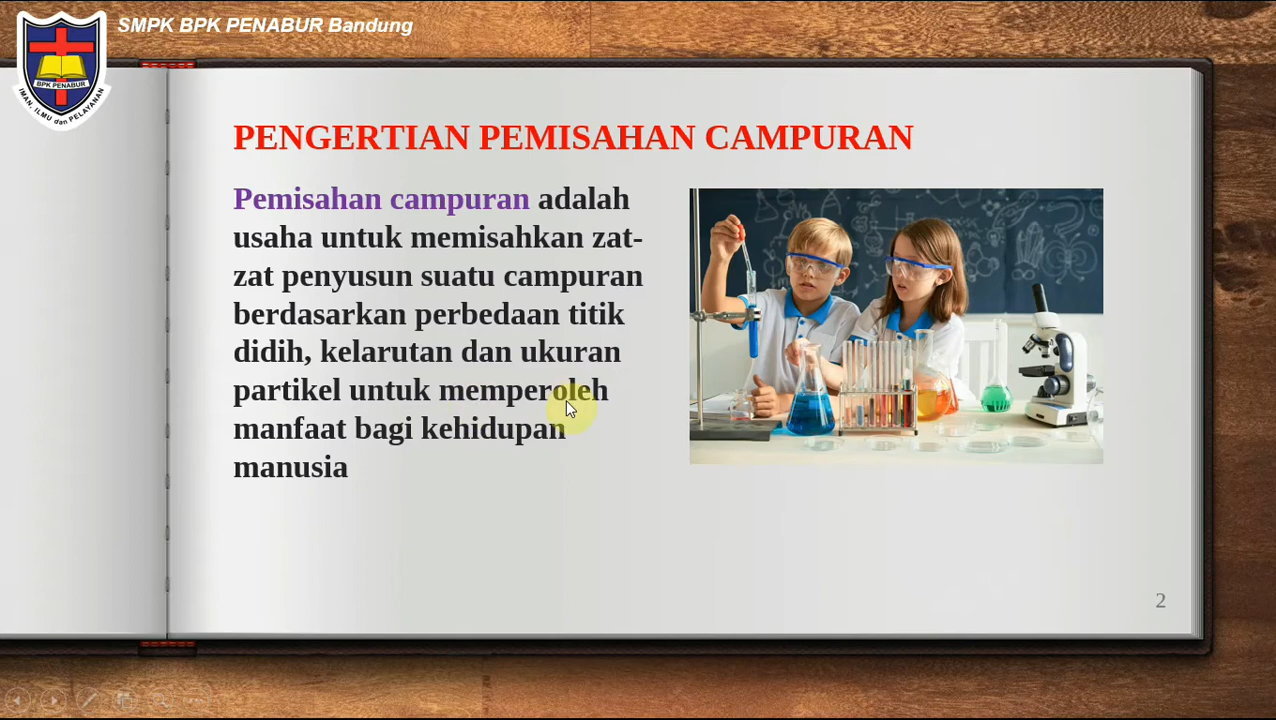 SMPK BPK PENABUR Bandung
BPK PENABUR
IMAN, ILMU dan PELAYANAN
PENGERTIAN PEMISAHAN CAMPURAN
Pemisahan campuran adalah
usaha untuk memisahkan zat-
zat penyusun suatu campuran
berdasarkan perbedaan titik
didih, kelarutan dan ukuran
partikel untuk memperoleh
manfaat bagi kehidupan
manusia
2